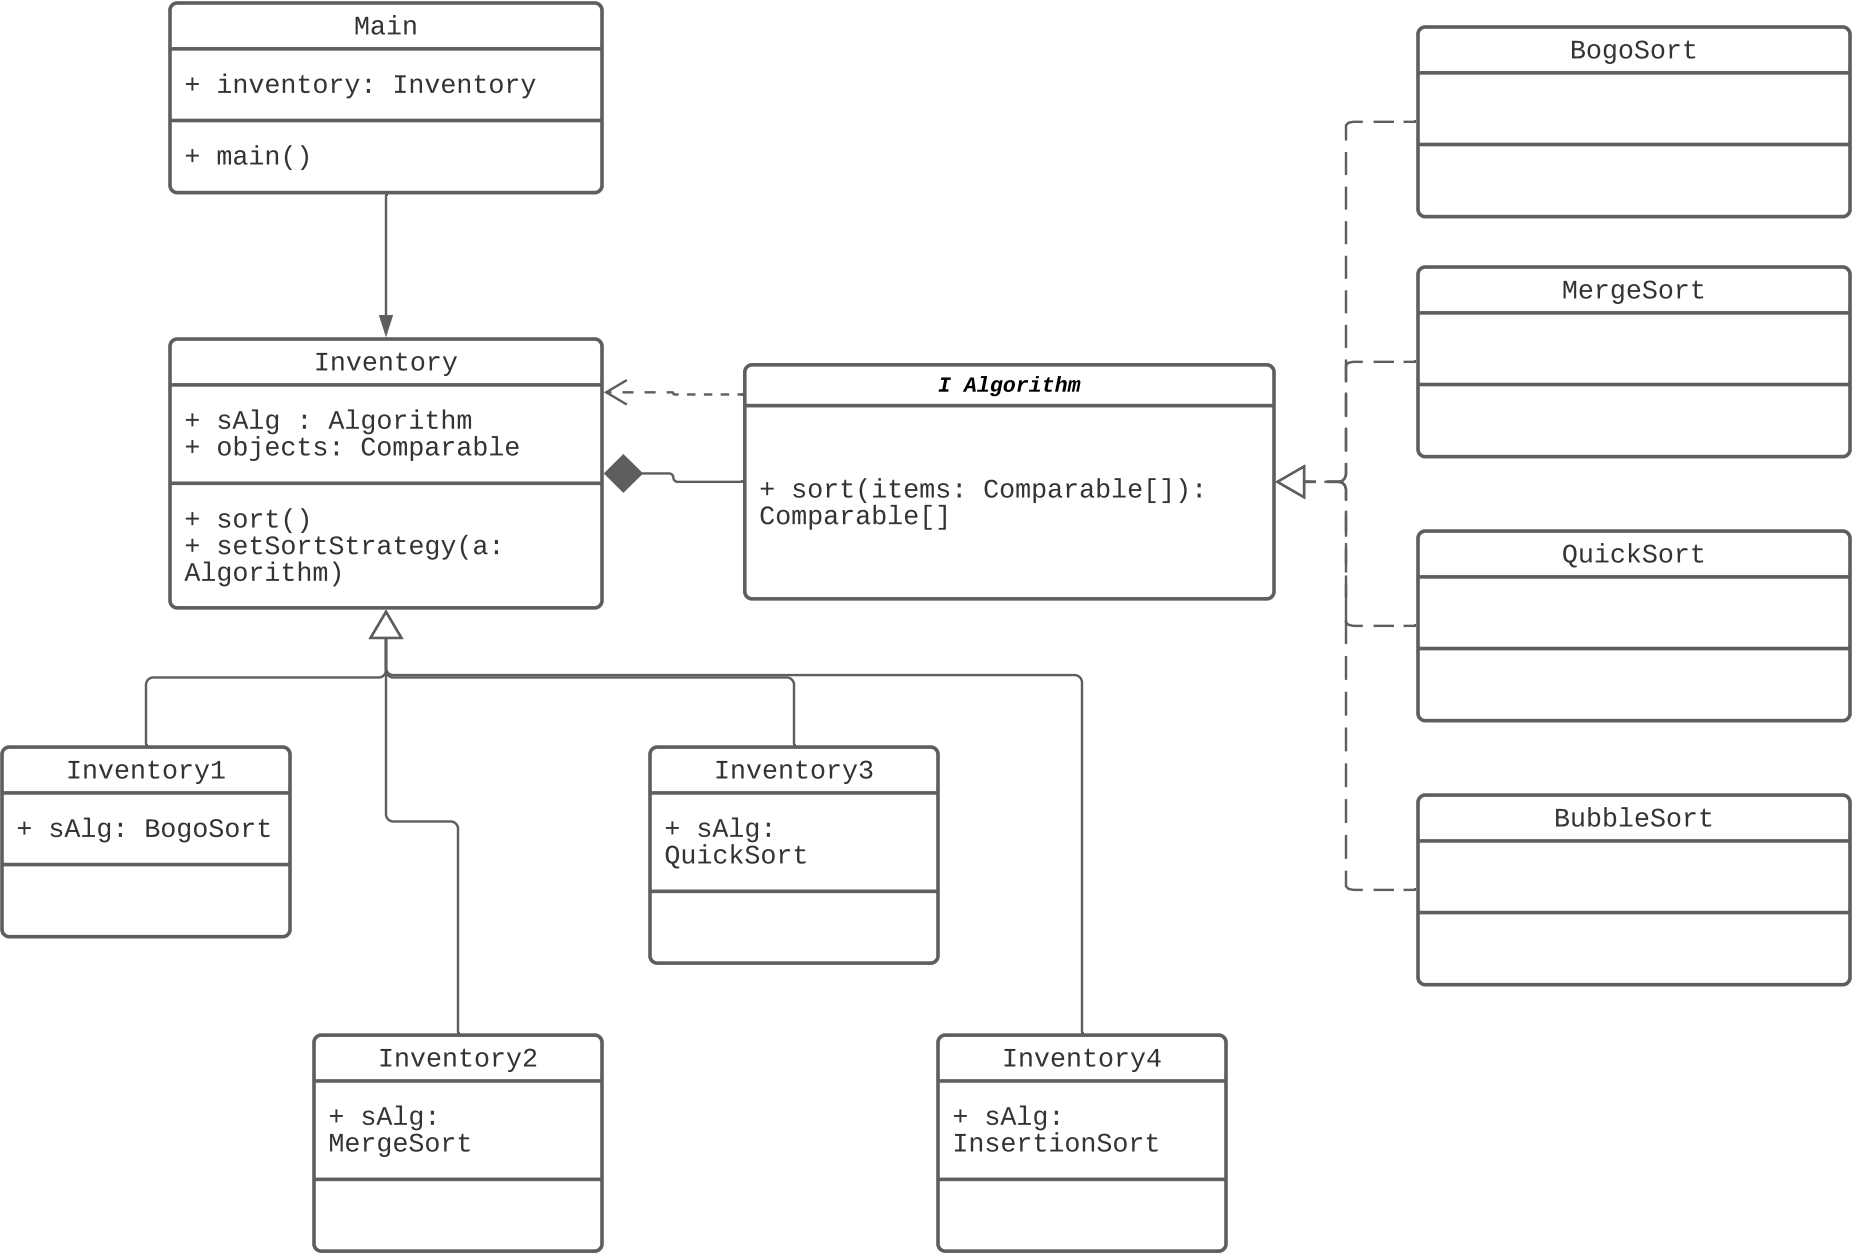 Main
+ inventory: Inventory
+ main()
BogoSort
MergeSort
Inventory
+ sAlg : Algorithm
+ objects: Comparable
+ sort()
+ setSortStrategy(a:
Algorithm)
I Algorithm
+ sort(items: Comparable[]):
Comparable[]
QuickSort
BubbleSort
Inventory1
+ sAlg: BogoSort
Inventory3
+ sAlg:
QuickSort
Inventory2
+ sAlg:
MergeSort
Inventory4
+ sAlg:
InsertionSort